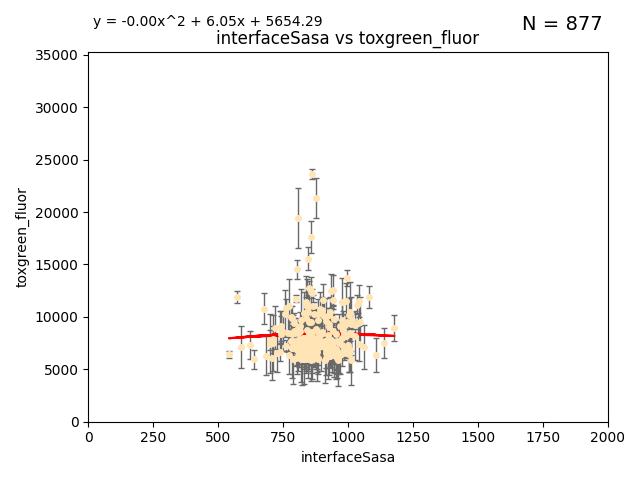 y = -0.00x^2 + 6.05x + 5654.29
N = 877
interfaceSasa vs toxgreen_fluor
35000
30000
25000
20000
15000
10000
5000
0
toxgreen_fluor
0 250 500 750 1000 1250 1500 1750 2000
interfaceSasa